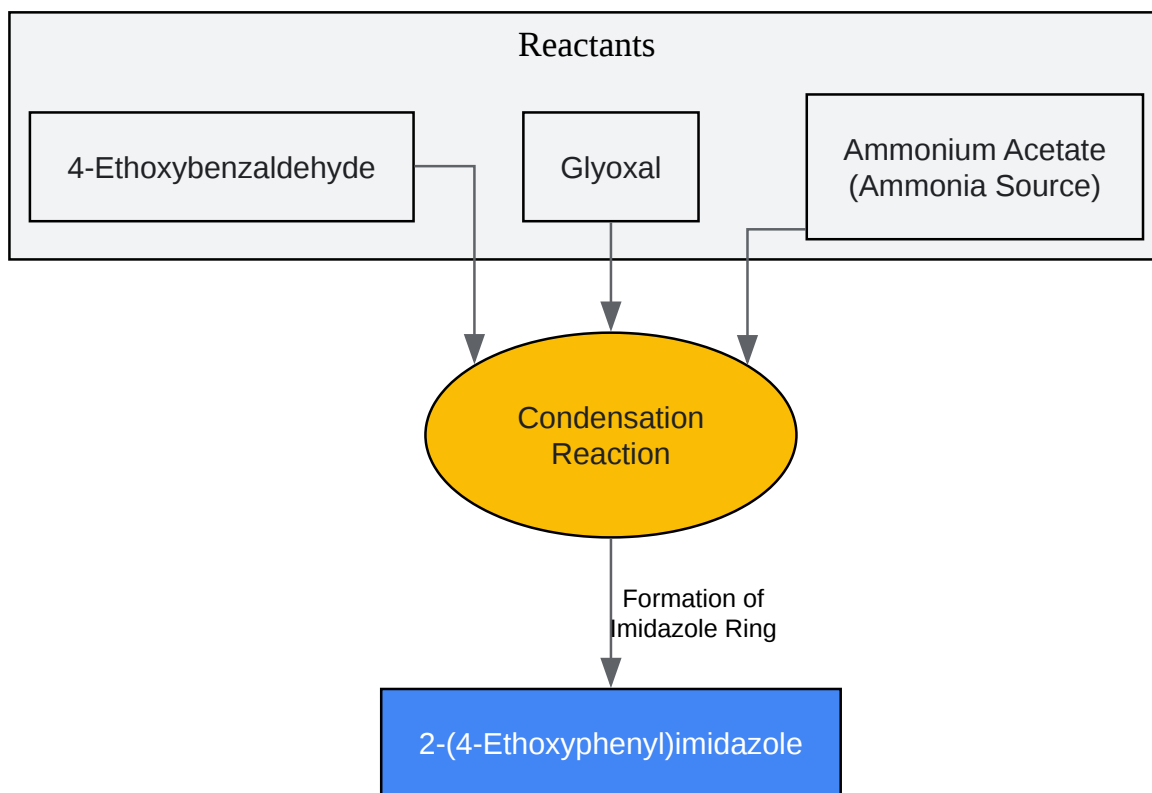 Reactants
4-Ethoxybenzaldehyde
Glyoxal
Ammonium Acetate
(Ammonia Source)
Condensation
Reaction
Formation of
Imidazole Ring
2-(4-Ethoxyphenyl)imidazole